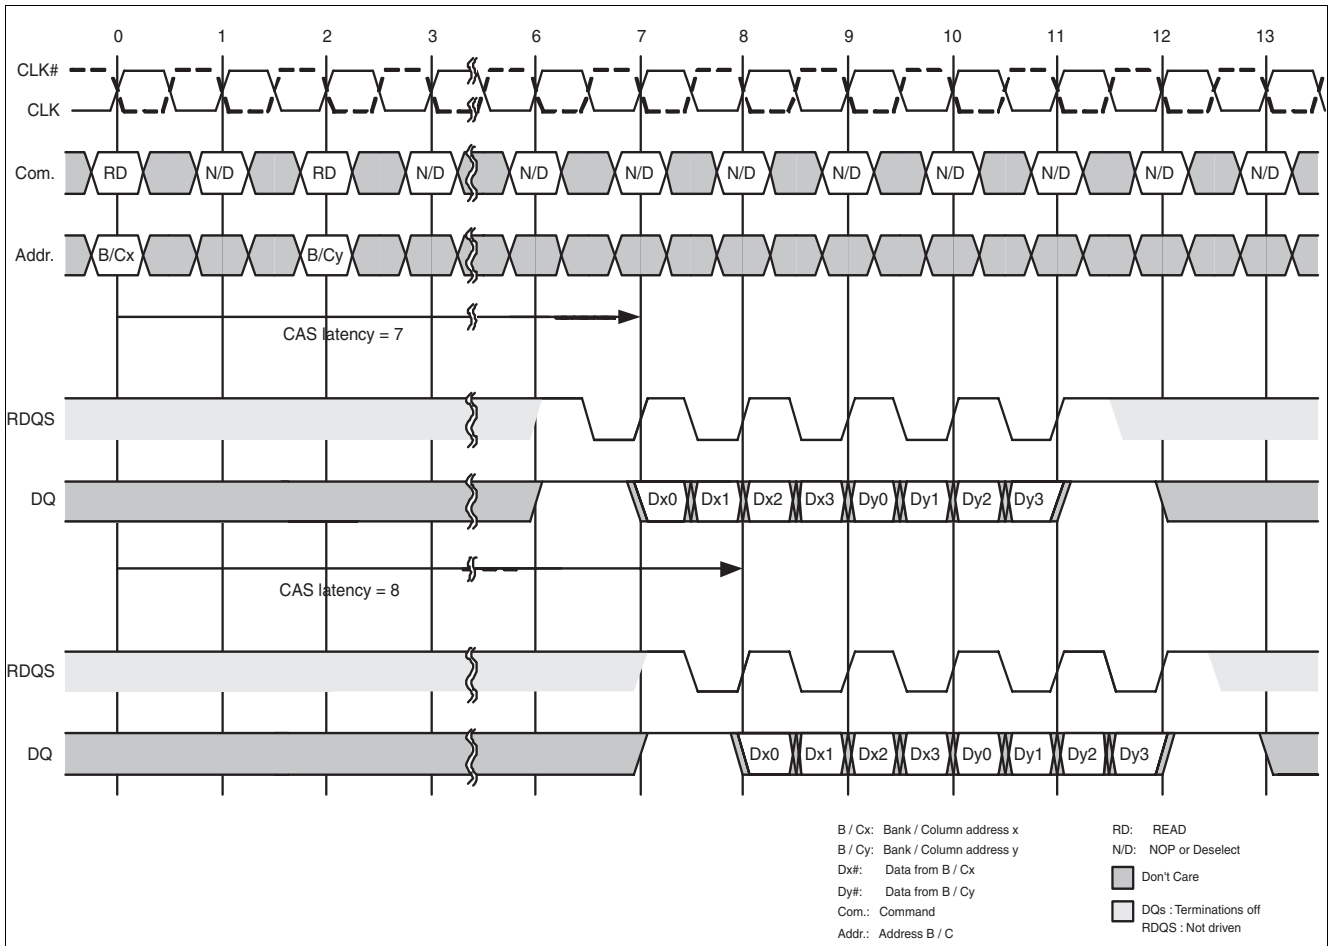 0 1 2 3 6 7 8 9 10 11 12 13
CLK#
CLK
Com. RD N/D RD N/D N/D N/D N/D N/D N/D N/D N/D N/D
Addr. B/Cx B/Cy
CAS latency = 7
RDQS
DQ Dx0 Dx1 Dx2 Dx3 Dy0 Dy1 Dy2 Dy3
CAS latency = 8
RDQS
DQ Dx0 Dx1 Dx2 Dx3 Dy0 Dy1 Dy2 Dy3
B / Cx: Bank / Column address x
B / Cy: Bank / Column address y
Dx#: Data from B / Cx
Dy#: Data from B / Cy
Com.: Command
Addr.: Address B / C
RD: READ
N/D: NOP or Deselect
Don't Care
DQs : Terminations off
RDQS : Not driven